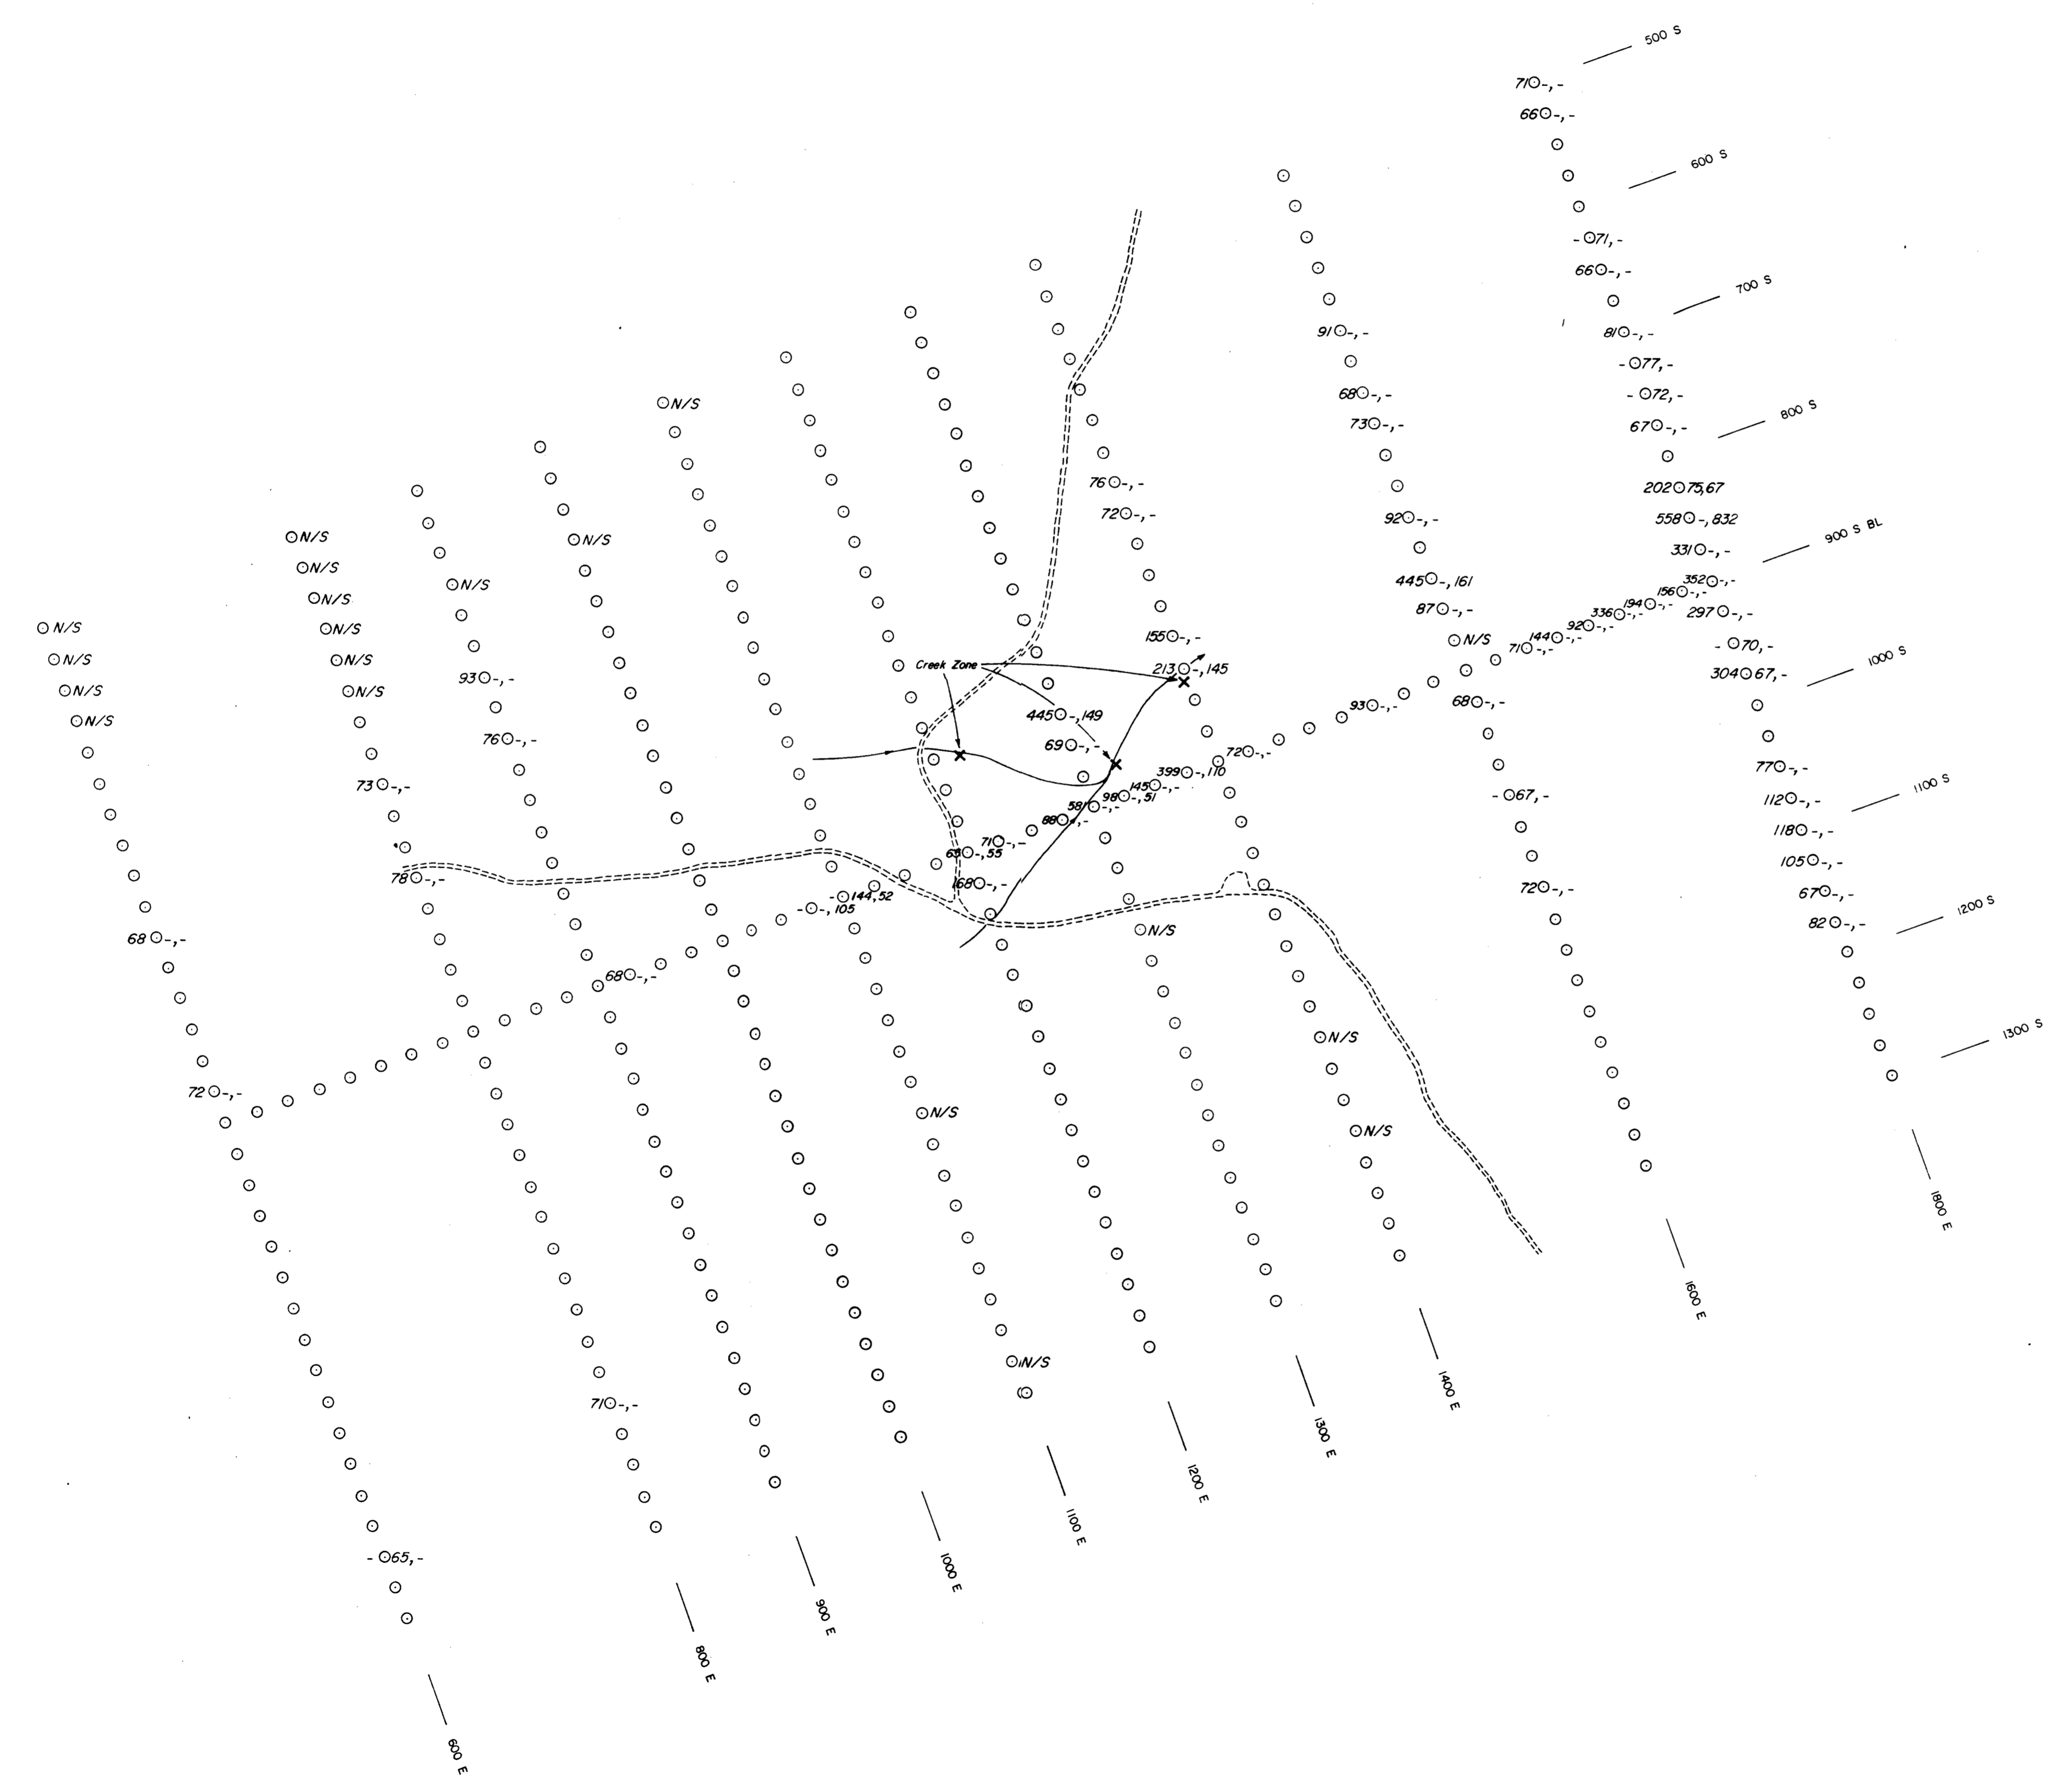 500 S
71 -,-
66 -,-
600 S
- 71,-
66 -,-
700 S
81 -,-
91 -,-
- 77,-
68 -,-
- 72,-
N/S
800 S
73 -,-
67 -,-
76 -,-
202 75,67
72 -,-
92 -,-
558 -,832
900 S BL
N/S
N/S
331 -,-
N/S
445 -,161
352 -,-
N/S
156 -,-
N/S
194 -,-
87 -,-
336 -,-
297 -,-
N/S
N/S
92 -,-
155 -,-
144 -,-
N/S
71 -,-
- 70,-
N/S
N/S
1000 S
Creek Zone
213 -,145
304 67,-
93 -,-
N/S
N/S
68 -,-
93 -,-
445 -,149
N/S
76 -,-
69 -,-
72 -,-
77 -,-
399 -,110
73 -,-
145 -,-
1100 S
98 -,51
- 67,-
112 -,-
581 -,-
88 -,-
118 -,-
71 -,-
65 -,55
105 -,-
78 -,-
168 -,-
72 -,-
67 -,-
- 144,52
1200 S
- -,105
82 -,-
N/S
68 -,-
68 -,-
1300 S
N/S
72 -,-
N/S
N/S
1800 E
1600 E
N/S
1400 E
71 -,-
1300 E
1200 E
1100 E
- 65,-
1000 E
900 E
800 E
600 E